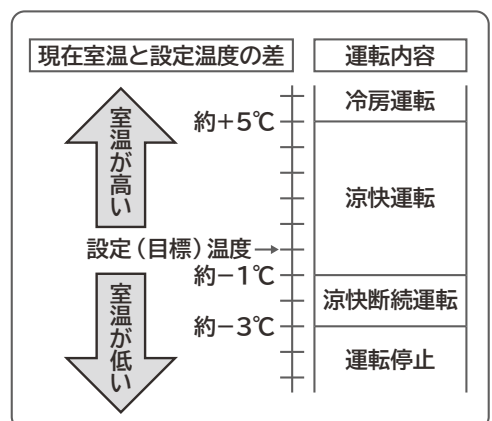 現在室温と設定温度の差
運転内容
室温が高い
約＋5℃
設定（目標）温度→
約－1℃
約－3℃
室温が低い
冷房運転
涼快運転
涼快断続運転
運転停止